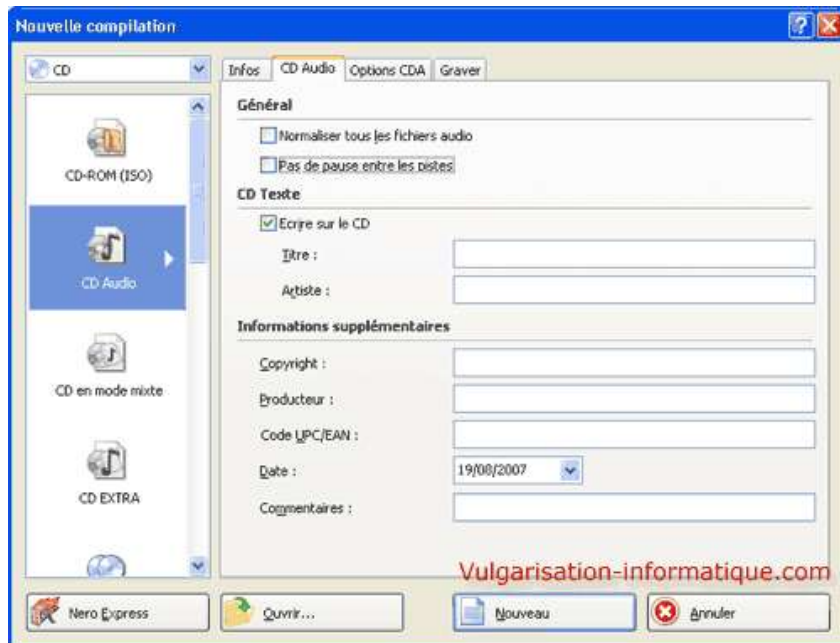 Nouvelle compilation
CD
Infos
CD Audio
Options CDA
Graver
CD-ROM (ISO)
CD Audio
CD en mode mixte
CD EXTRA
Général
Normaliser tous les fichiers audio
Pas de pause entre les pistes
CD Texte
Ecrire sur le CD
Titre :
Artiste :
Informations supplémentaires
Copyright :
Producteur :
Code UPC/EAN :
Date :
19/08/2007
Commentaires :
Vulgarisation-informatique.com
Nero Express
Ouvrir...
Nouveau
Annuler